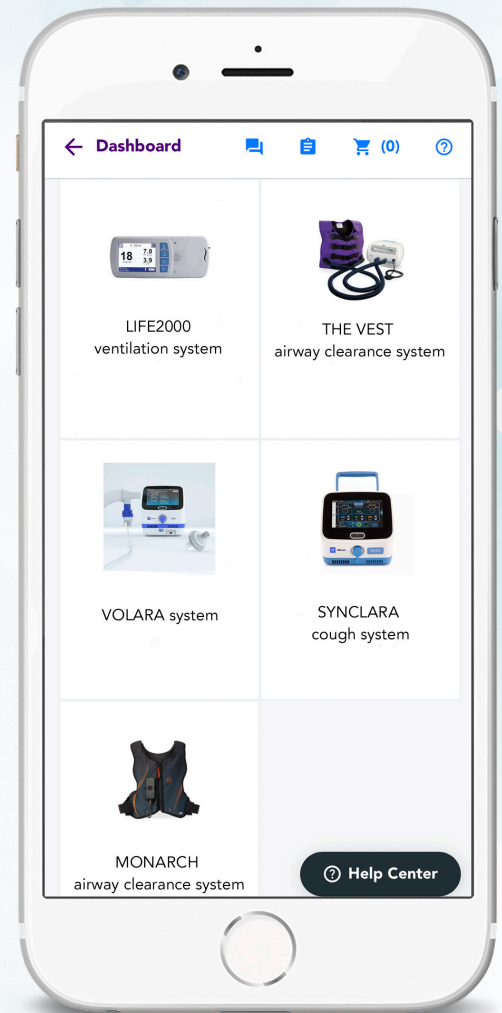 Dashboard
(0)
18
7.0
3.9
LIFE2000
ventilation system
THE VEST
airway clearance system
VOLARA system
SYNCLARA
cough system
MONARCH
airway clearance system
Help Center